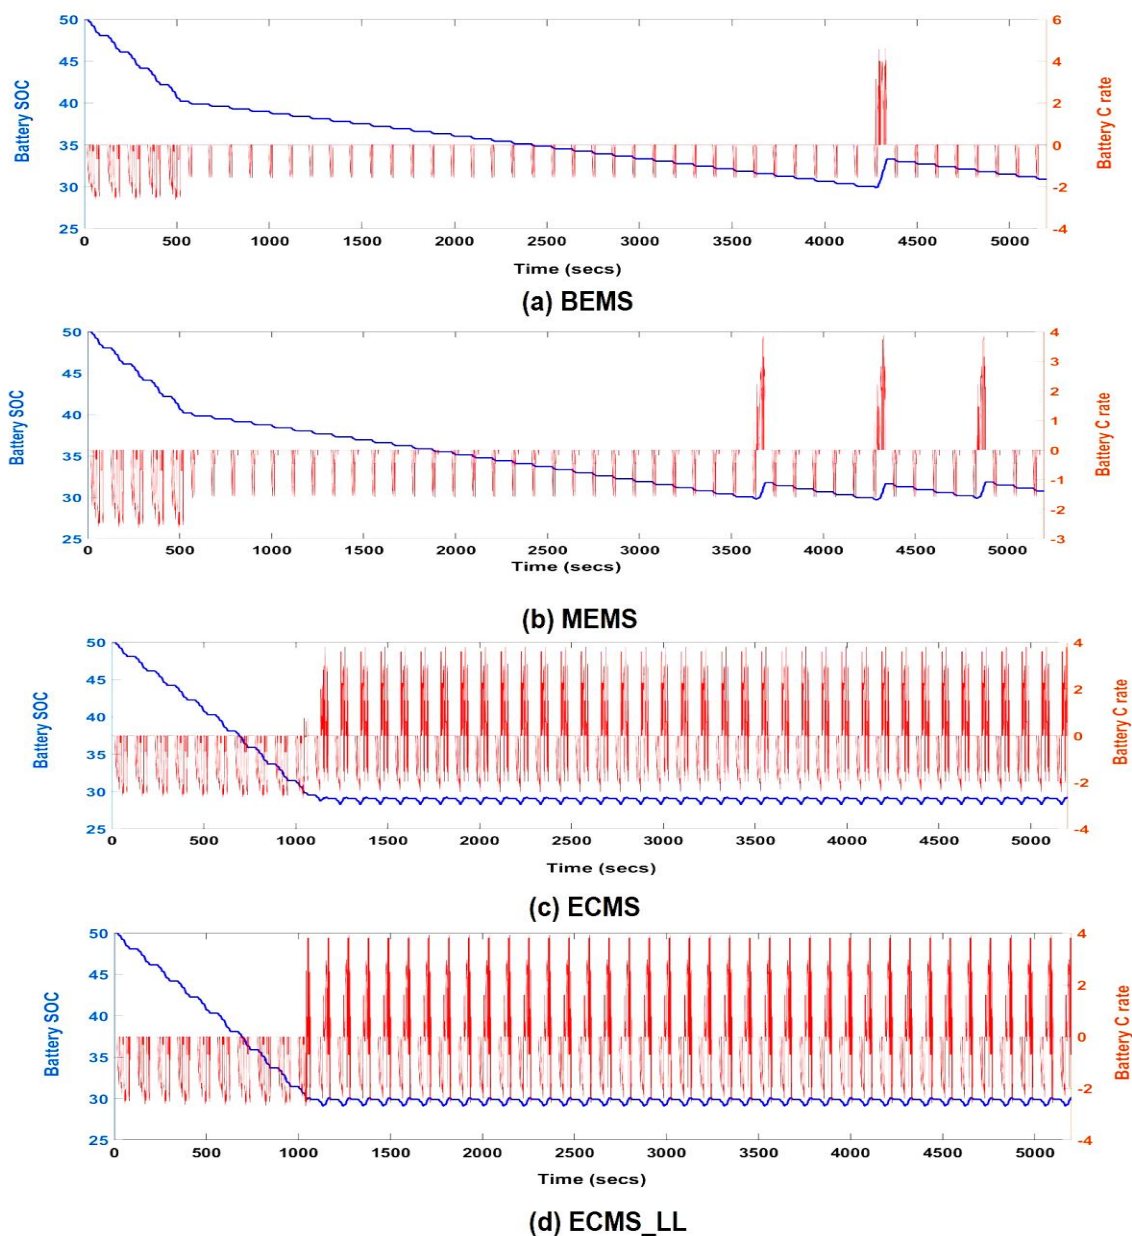 50 45 40 35 30 25
Battery SOC
6 4 2 0 -2 -4
Battery C rate
0 500 1000 1500 2000 2500 3000 3500 4000 4500 5000
Time (secs)
(a) BEMS
50 45 40 35 30 25
Battery SOC
4 3 2 1 0 -1 -2 -3
Battery C rate
0 500 1000 1500 2000 2500 3000 3500 4000 4500 5000
Time (secs)
(b) MEMS
50 45 40 35 30 25
Battery SOC
4 2 0 -2 -4
Battery C rate
0 500 1000 1500 2000 2500 3000 3500 4000 4500 5000
Time (secs)
(c) ECMS
50 45 40 35 30 25
Battery SOC
4 2 0 -2 -4
Battery C rate
0 500 1000 1500 2000 2500 3000 3500 4000 4500 5000
Time (secs)
(d) ECMS_LL